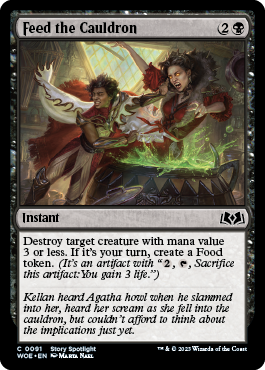 Feed the Cauldron 2
Instant
Destroy target creature with mana value
3 or less. If it's your turn, create a Food
token. (It's an artifact with "2, , Sacrifice
this artifact: You gain 3 life.")
Kellan heard Agatha howl when he slammed
into her, heard her scream as she fell into the
cauldron, but couldn't afford to think about
the implications just yet.
C 0091 Story Spotlight
WOE • EN Marta Nael ™ & © 2023 Wizards of the Coast